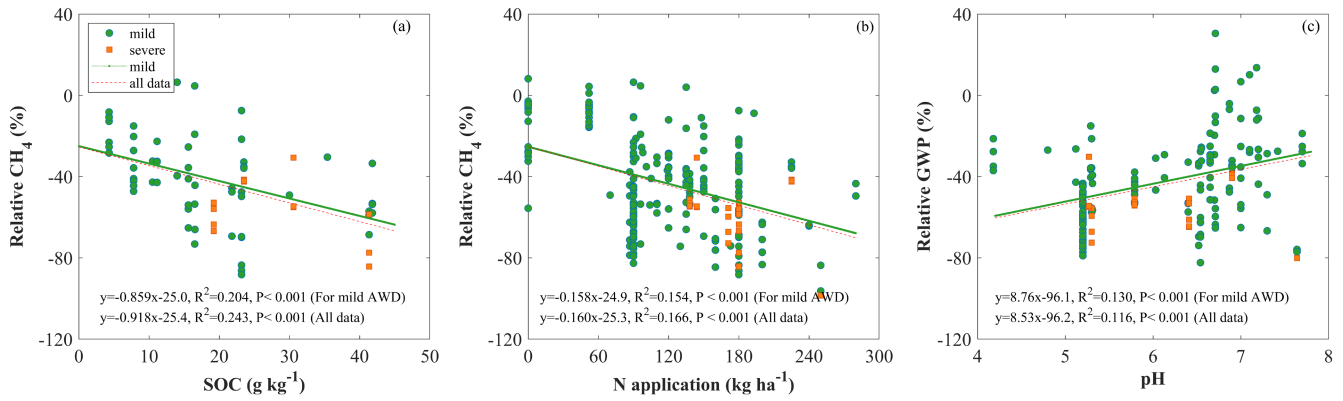 (a)
mild
severe
mild
all data
40
0
-40
-80
-120
Relative CH4 (%)
y=-0.859x-25.0, R2=0.204, P< 0.001 (For mild AWD)
y=-0.918x-25.4, R2=0.243, P< 0.001 (All data)
0 10 20 30 40 50
SOC (g kg-1)
(b)
40
0
-40
-80
-120
Relative CH4 (%)
y=-0.158x-24.9, R2=0.154, P< 0.001 (For mild AWD)
y=-0.160x-25.3, R2=0.166, P< 0.001 (All data)
0 60 120 180 240 300
N application (kg ha-1)
(c)
40
0
-40
-80
-120
Relative GWP (%)
y=8.76x-96.1, R2=0.130, P< 0.001 (For mild AWD)
y=8.53x-96.2, R2=0.116, P< 0.001 (All data)
4 5 6 7 8
pH